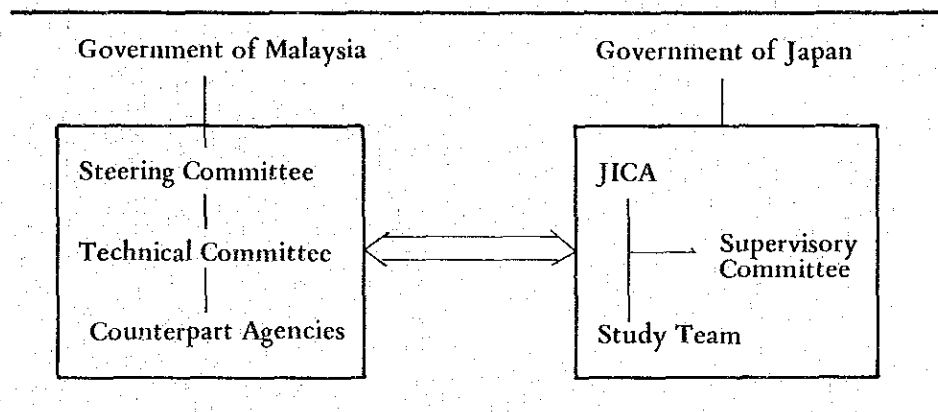 Government of Malaysia
Steering Committee
Technical Committee
Counterpart Agencies
Government of Japan
JICA
Supervisory
Committee
Study Team